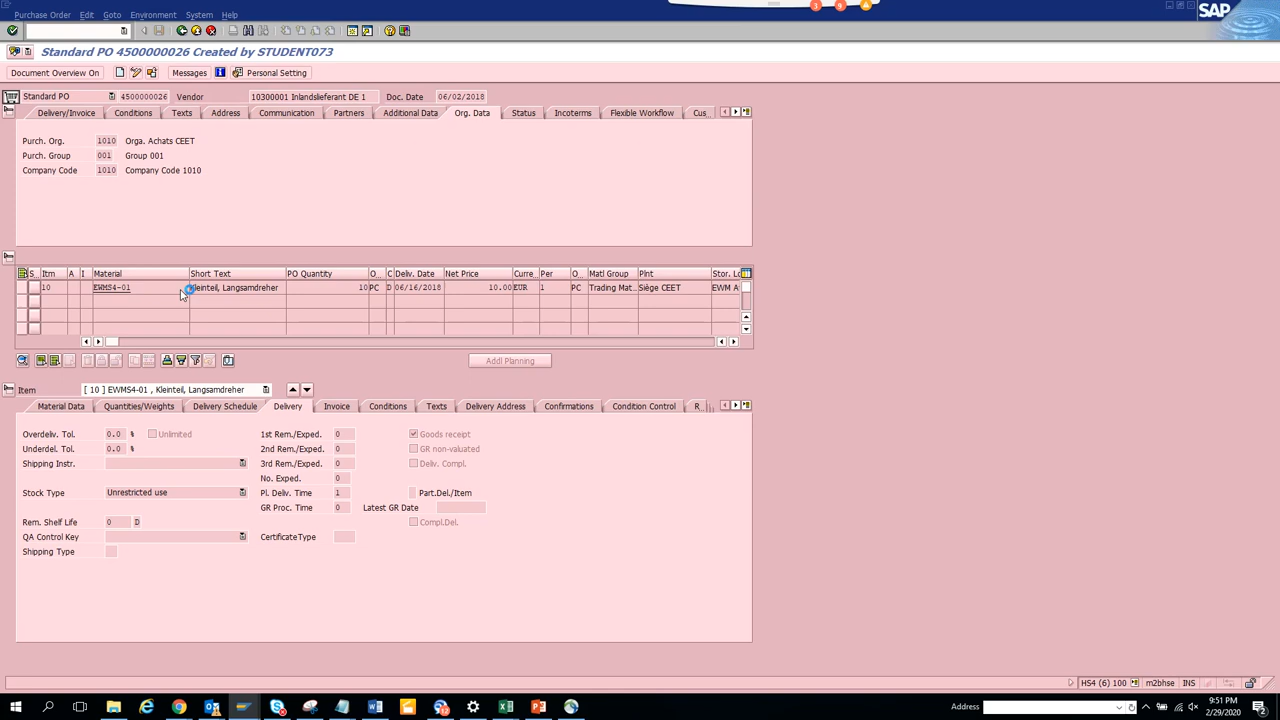 Purchase Order Edit Goto Environment System Help
3 9
SAP
Standard PO 4500000026 Created by STUDENT073
Document Overview On Messages Personal Setting
Standard PO 4500000026 Vendor 10300001 Inlandslieferant DE 1 Doc. Date 06/02/2018
Delivery/Invoice Conditions Texts Address Communication Partners Additional Data Org. Data Status Incoterms Flexible Workflow Cus...
Purch. Org. 1010 Orga. Achats CEET
Purch. Group 001 Group 001
Company Code 1010 Company Code 1010
S... Itm A I Material Short Text PO Quantity O... C Deliv. Date Net Price Curre... Per O... Matl Group Plnt Stor. Lo
10 EWMS4-01 Kleinteil, Langsamdreher 10 PC D 06/16/2018 10.00 EUR 1 PC Trading Mat... Siège CEET EWM A
Addl Planning
Item [ 10 ] EWMS4-01 , Kleinteil, Langsamdreher
Material Data Quantities/Weights Delivery Schedule Delivery Invoice Conditions Texts Delivery Address Confirmations Condition Control R...
Overdeliv. Tol. 0.0 % Unlimited 1st Rem./Exped. 0 Goods receipt
Underdel. Tol. 0.0 % 2nd Rem./Exped. 0 GR non-valuated
Shipping Instr. 3rd Rem./Exped. 0 Deliv. Compl.
No. Exped. 0
Stock Type Unrestricted use Pl. Deliv. Time 1 Part.Del./Item
GR Proc. Time 0 Latest GR Date
Rem. Shelf Life 0 D Compl.Del.
QA Control Key CertificateType
Shipping Type
HS4 (6) 100 m2bhse INS
Address 9:51 PM
2/29/2020